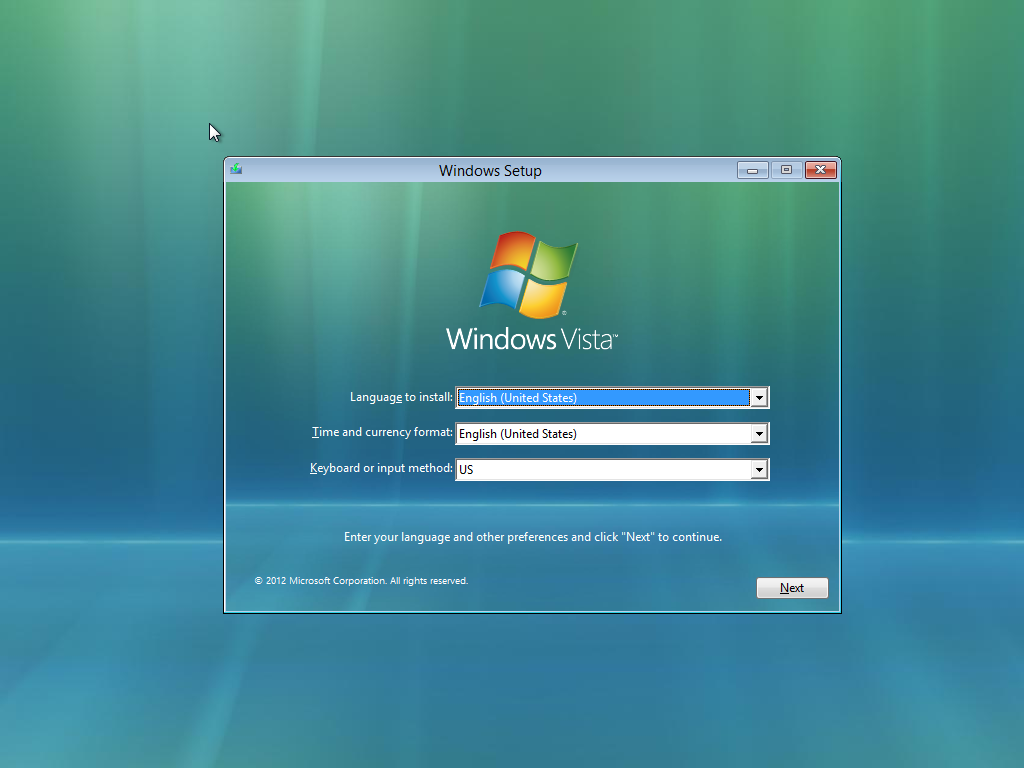 Windows Setup
Windows Vista™
Language to install: English (United States)
Time and currency format: English (United States)
Keyboard or input method: US
Enter your language and other preferences and click "Next" to continue.
© 2012 Microsoft Corporation. All rights reserved.
Next